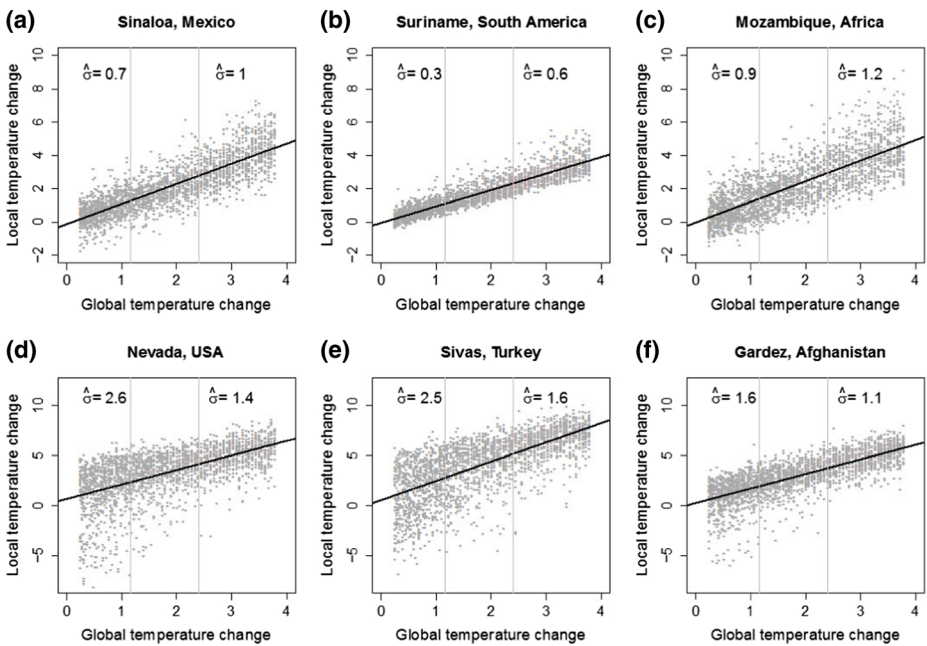 (a) Sinaloa, Mexico
Local temperature change
−2 0 2 4 6 8 10
σ̂= 0.7
σ̂= 1
0 1 2 3 4
Global temperature change
(b) Suriname, South America
Local temperature change
−2 0 2 4 6 8 10
σ̂= 0.3
σ̂= 0.6
0 1 2 3 4
Global temperature change
(c) Mozambique, Africa
Local temperature change
−2 0 2 4 6 8 10
σ̂= 0.9
σ̂= 1.2
0 1 2 3 4
Global temperature change
(d) Nevada, USA
Local temperature change
−5 0 5 10
σ̂= 2.6
σ̂= 1.4
0 1 2 3 4
Global temperature change
(e) Sivas, Turkey
Local temperature change
−5 0 5 10
σ̂= 2.5
σ̂= 1.6
0 1 2 3 4
Global temperature change
(f) Gardez, Afghanistan
Local temperature change
−5 0 5 10
σ̂= 1.6
σ̂= 1.1
0 1 2 3 4
Global temperature change